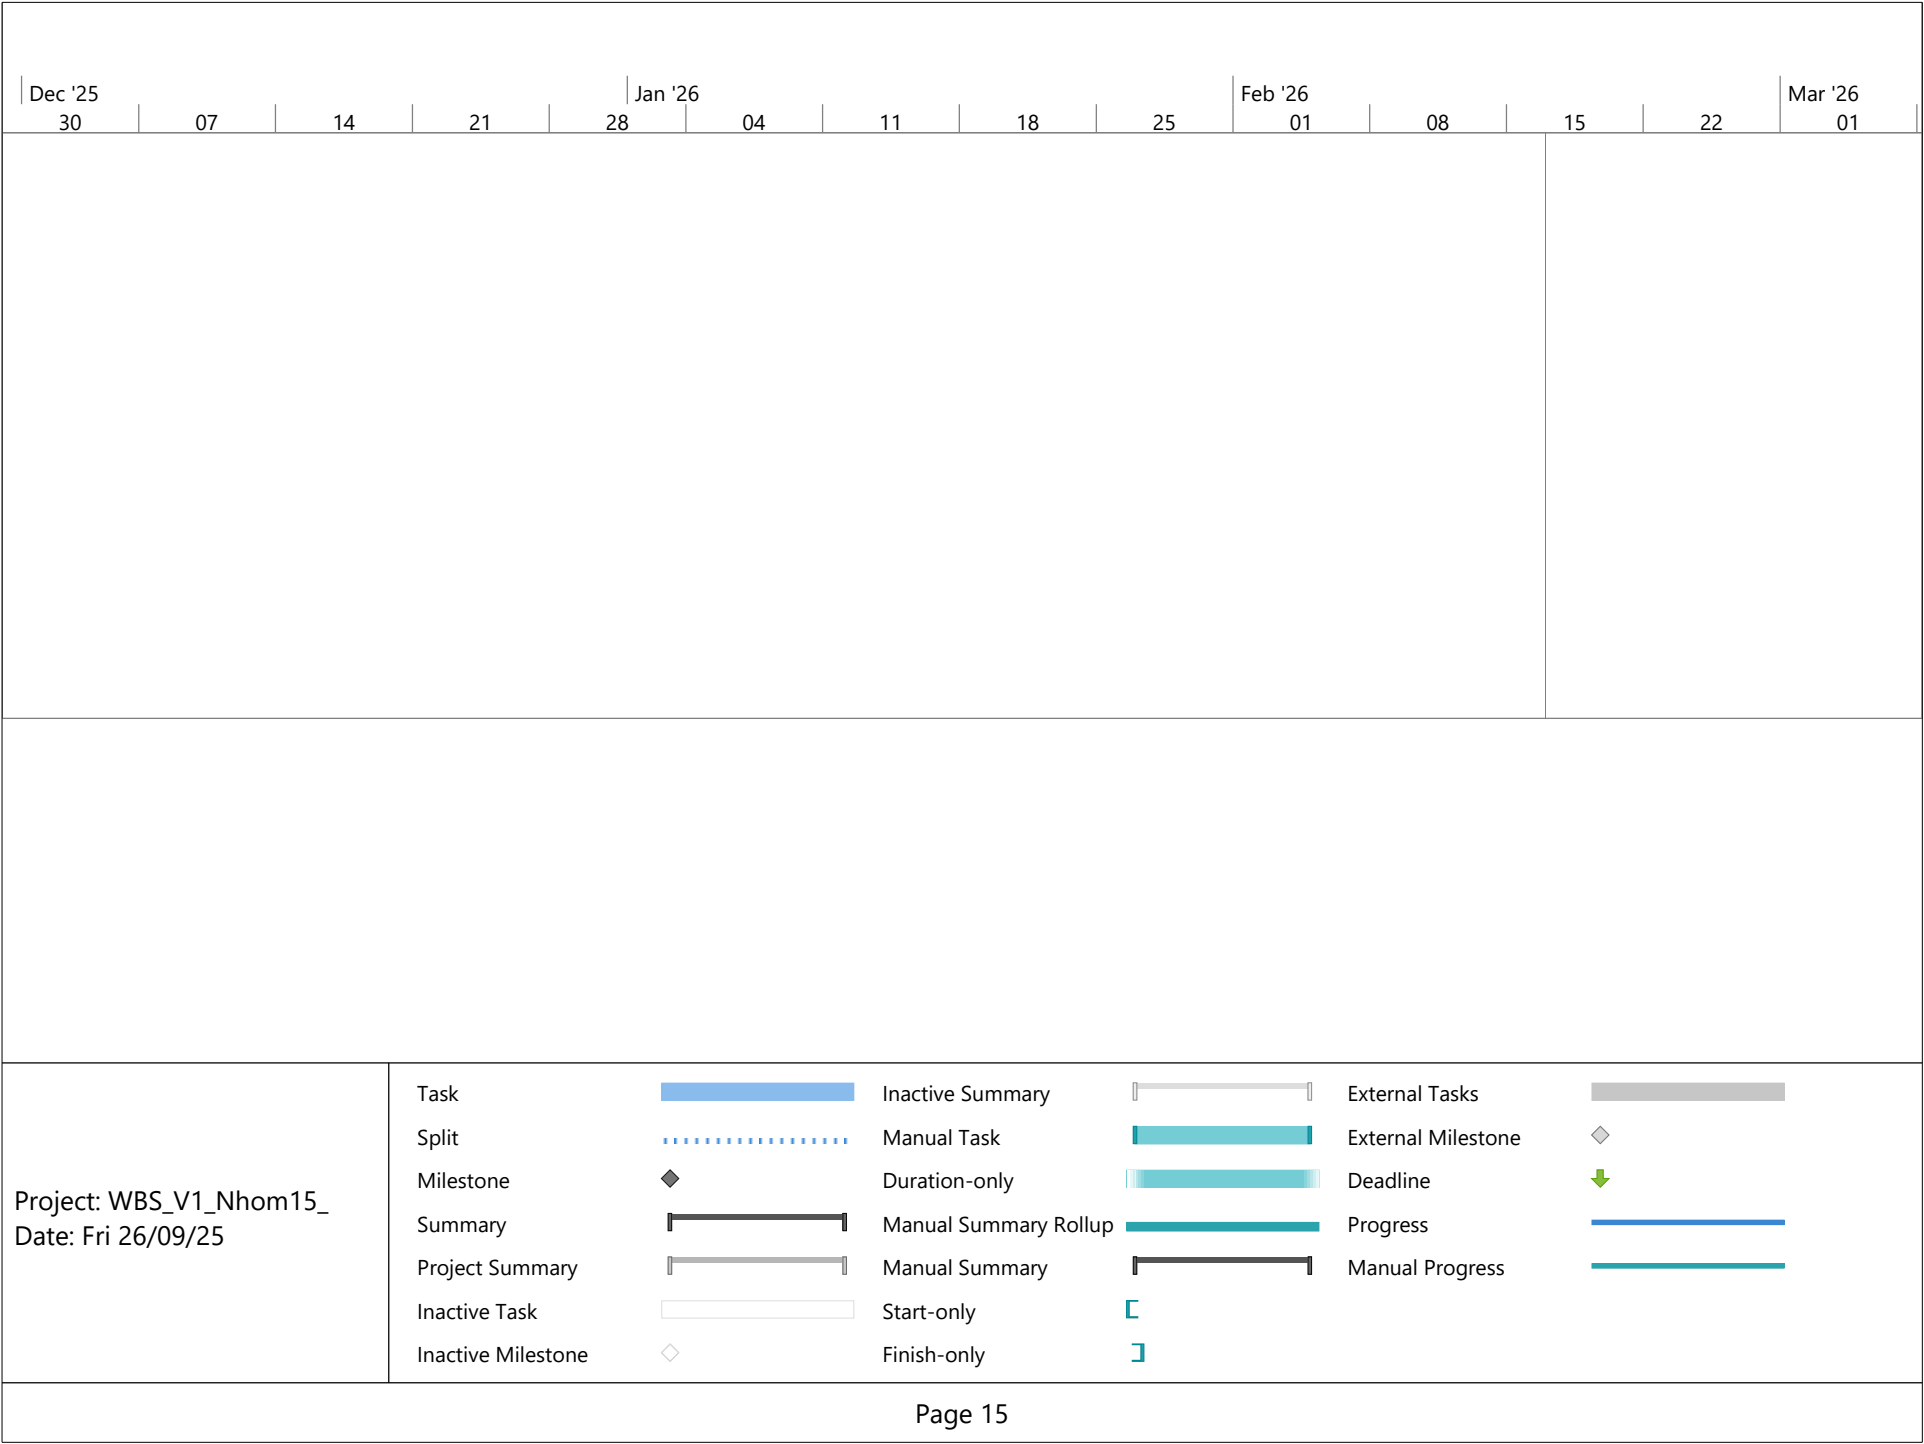 Dec '25 Jan '26 Feb '26 Mar '26
30 07 14 21 28 04 11 18 25 01 08 15 22 01
Project: WBS_V1_Nhom15_
Date: Fri 26/09/25
Task
Split
Milestone
Summary
Project Summary
Inactive Task
Inactive Milestone
Inactive Summary
Manual Task
Duration-only
Manual Summary Rollup
Manual Summary
Start-only
Finish-only
External Tasks
External Milestone
Deadline
Progress
Manual Progress
Page 15